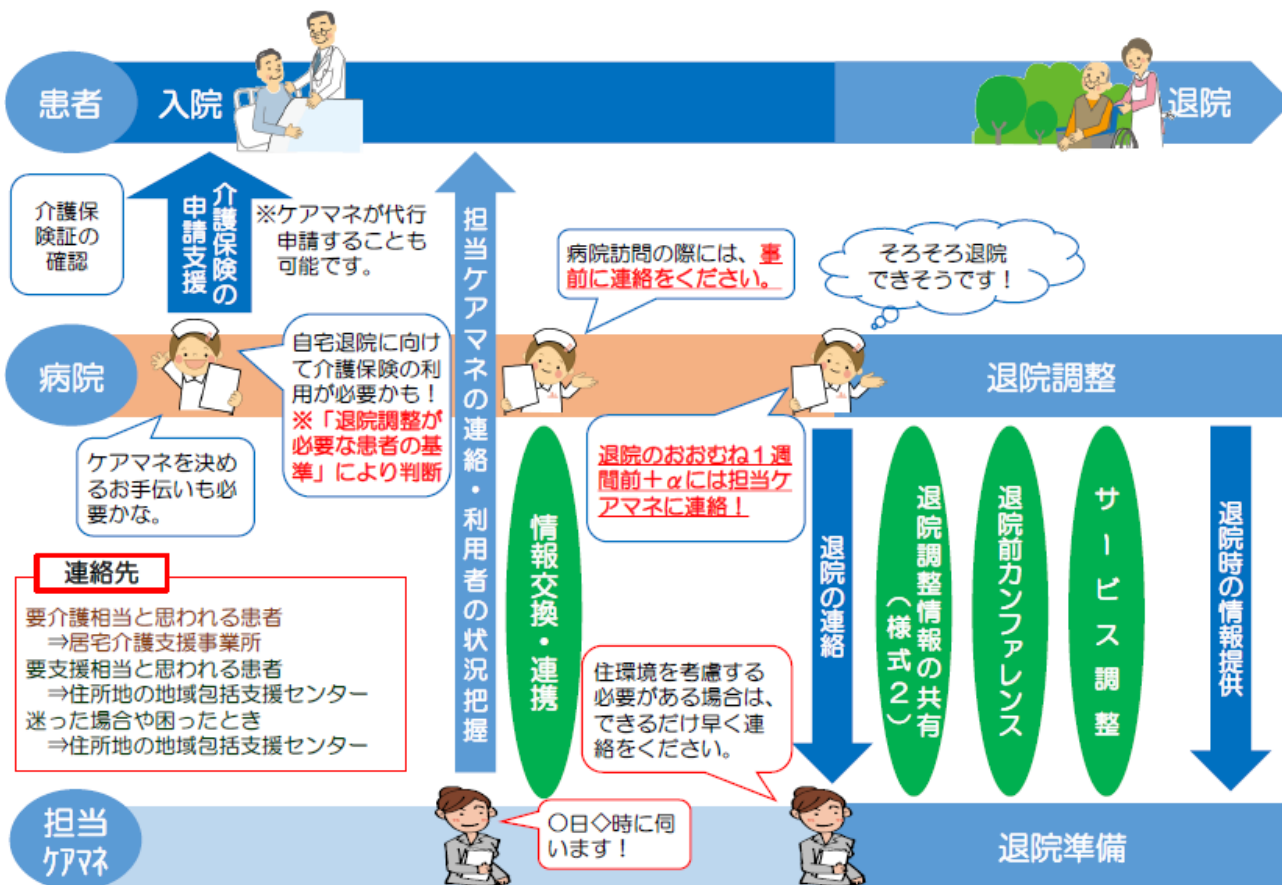 患者
入院
退院
介護保
険証の
確認
介護保険の
申請支援
※ケアマネが代行
申請することも
可能です。
担当ケアマネの連絡・利用者の状況把握
病院訪問の際には、事
前に連絡をください。
そろそろ退院
できそうです！
病院
自宅退院に向け
て介護保険の利
用が必要かも！
※「退院調整が
必要な患者の基
準」により判断
退院調整
ケアマネを決め
るお手伝いも必
要かな。
退院のおおむね１週
間前＋αには担当ケ
アマネに連絡！
情報交換・連携
退院の連絡
退院調整情報の共有
（様式２）
退院前カンファレンス
サービス調整
退院時の情報提供
連絡先
要介護相当と思われる患者
⇒居宅介護支援事業所
要支援相当と思われる患者
⇒住所地の地域包括支援センター
迷った場合や困ったとき
⇒住所地の地域包括支援センター
住環境を考慮する
必要がある場合は、
できるだけ早く連
絡をください。
担当
ケアマネ
〇日◇時に伺
います！
退院準備